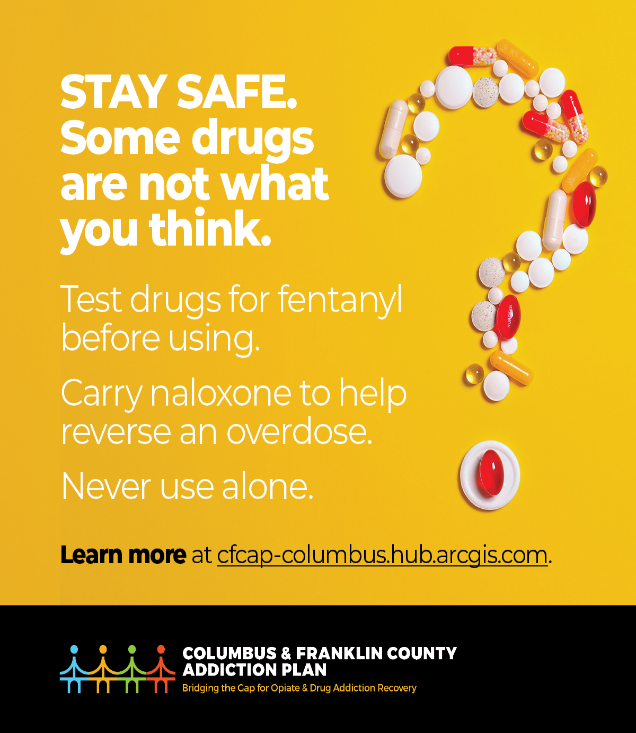 STAY SAFE.
Some drugs
are not what
you think.
Test drugs for fentanyl
before using.
Carry naloxone to help
reverse an overdose.
Never use alone.
Learn more at cfcap-columbus.hub.arcgis.com.
COLUMBUS & FRANKLIN COUNTY
ADDICTION PLAN
Bridging the Gap for Opiate & Drug Addiction Recovery